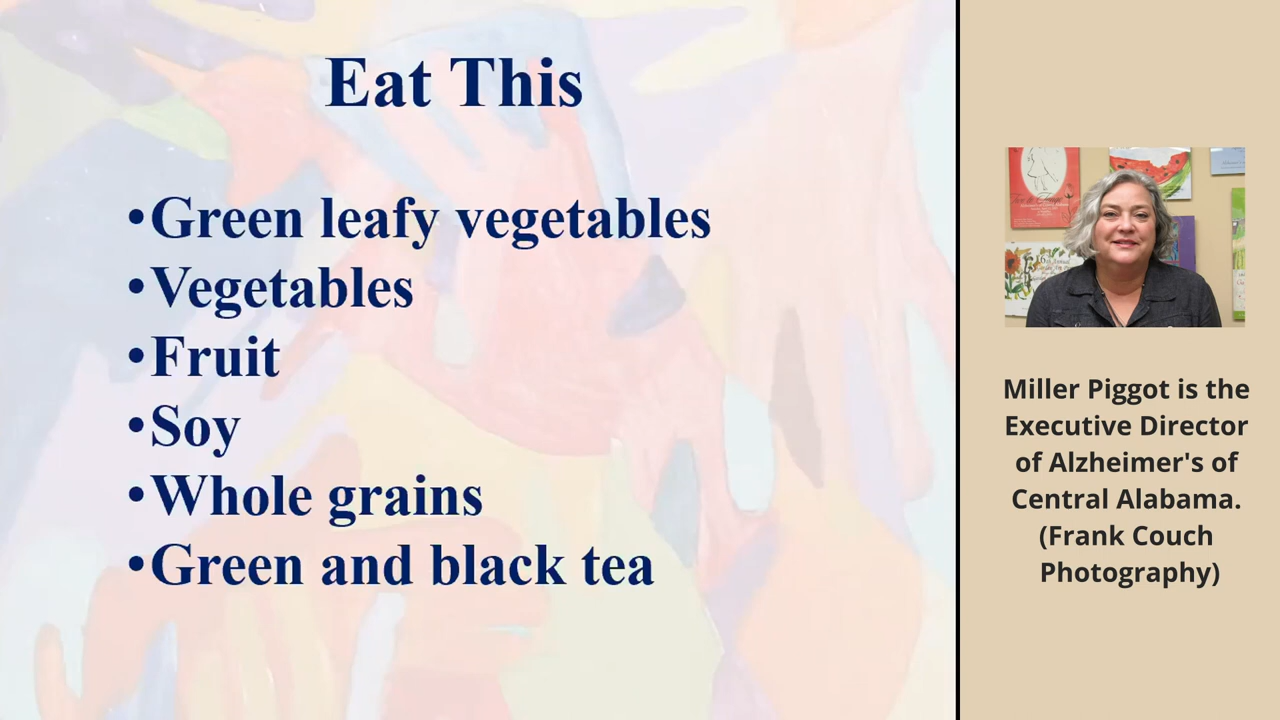 Eat This
•Green leafy vegetables
•Vegetables
•Fruit
•Soy
•Whole grains
•Green and black tea
Miller Piggot is the
Executive Director
of Alzheimer's of
Central Alabama.
(Frank Couch
Photography)